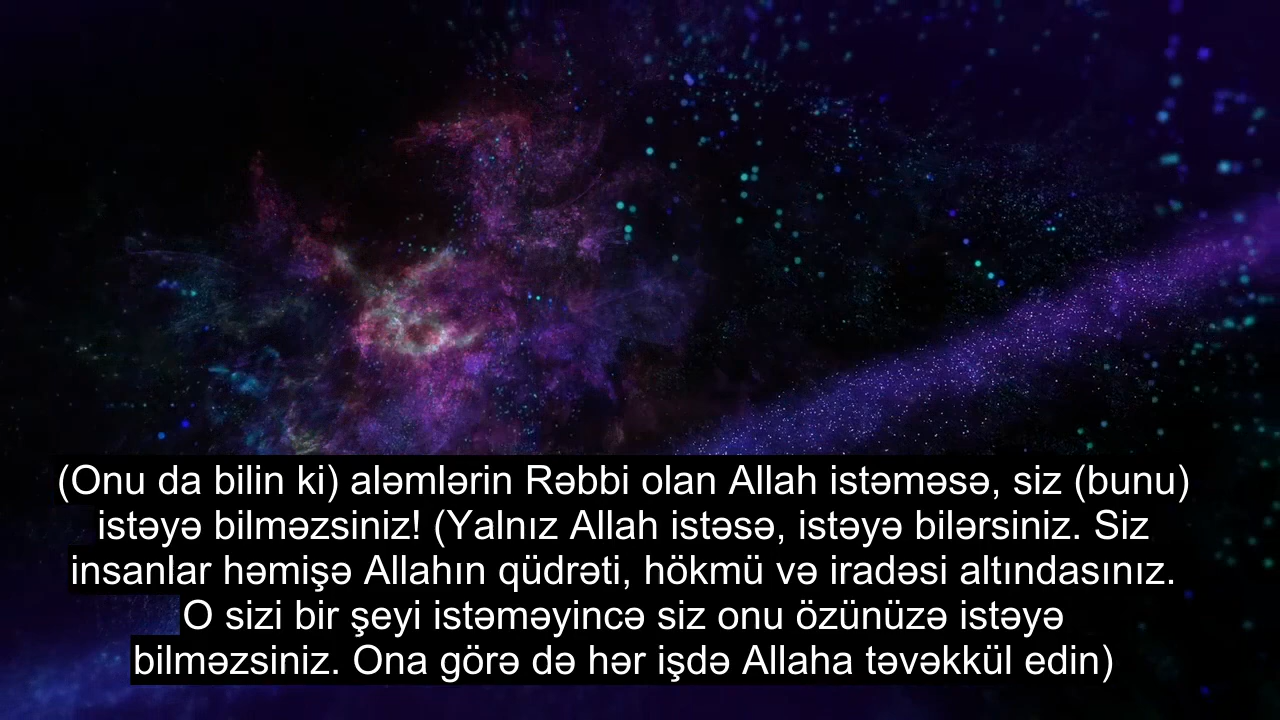 (Onu da bilin ki) aləmlərin Rəbbi olan Allah istəməsə, siz (bunu)
istəyə bilməzsiniz! (Yalnız Allah istəsə, istəyə bilərsiniz. Siz
insanlar həmişə Allahın qüdrəti, hökmü və iradəsi altındasınız.
O sizi bir şeyi istəməyincə siz onu özünüzə istəyə
bilməzsiniz. Ona görə də hər işdə Allaha təvəkkül edin)